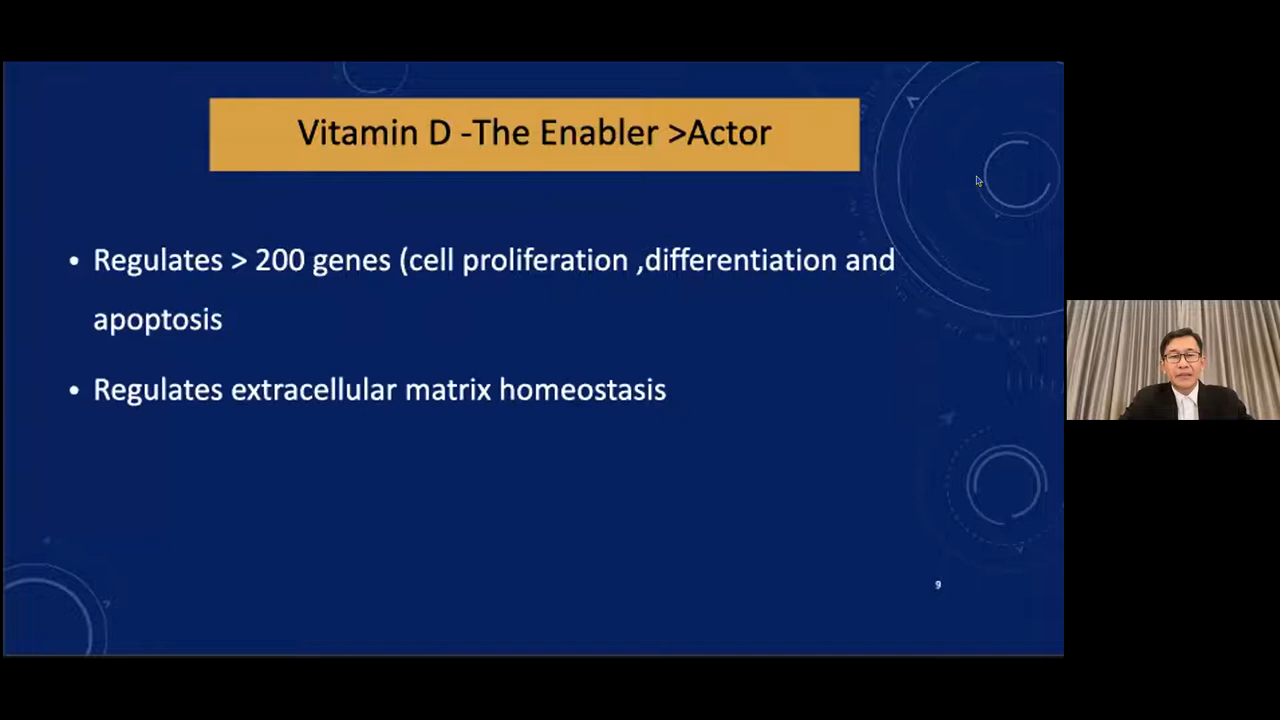 Vitamin D -The Enabler >Actor
• Regulates > 200 genes (cell proliferation ,differentiation and
apoptosis
• Regulates extracellular matrix homeostasis
9